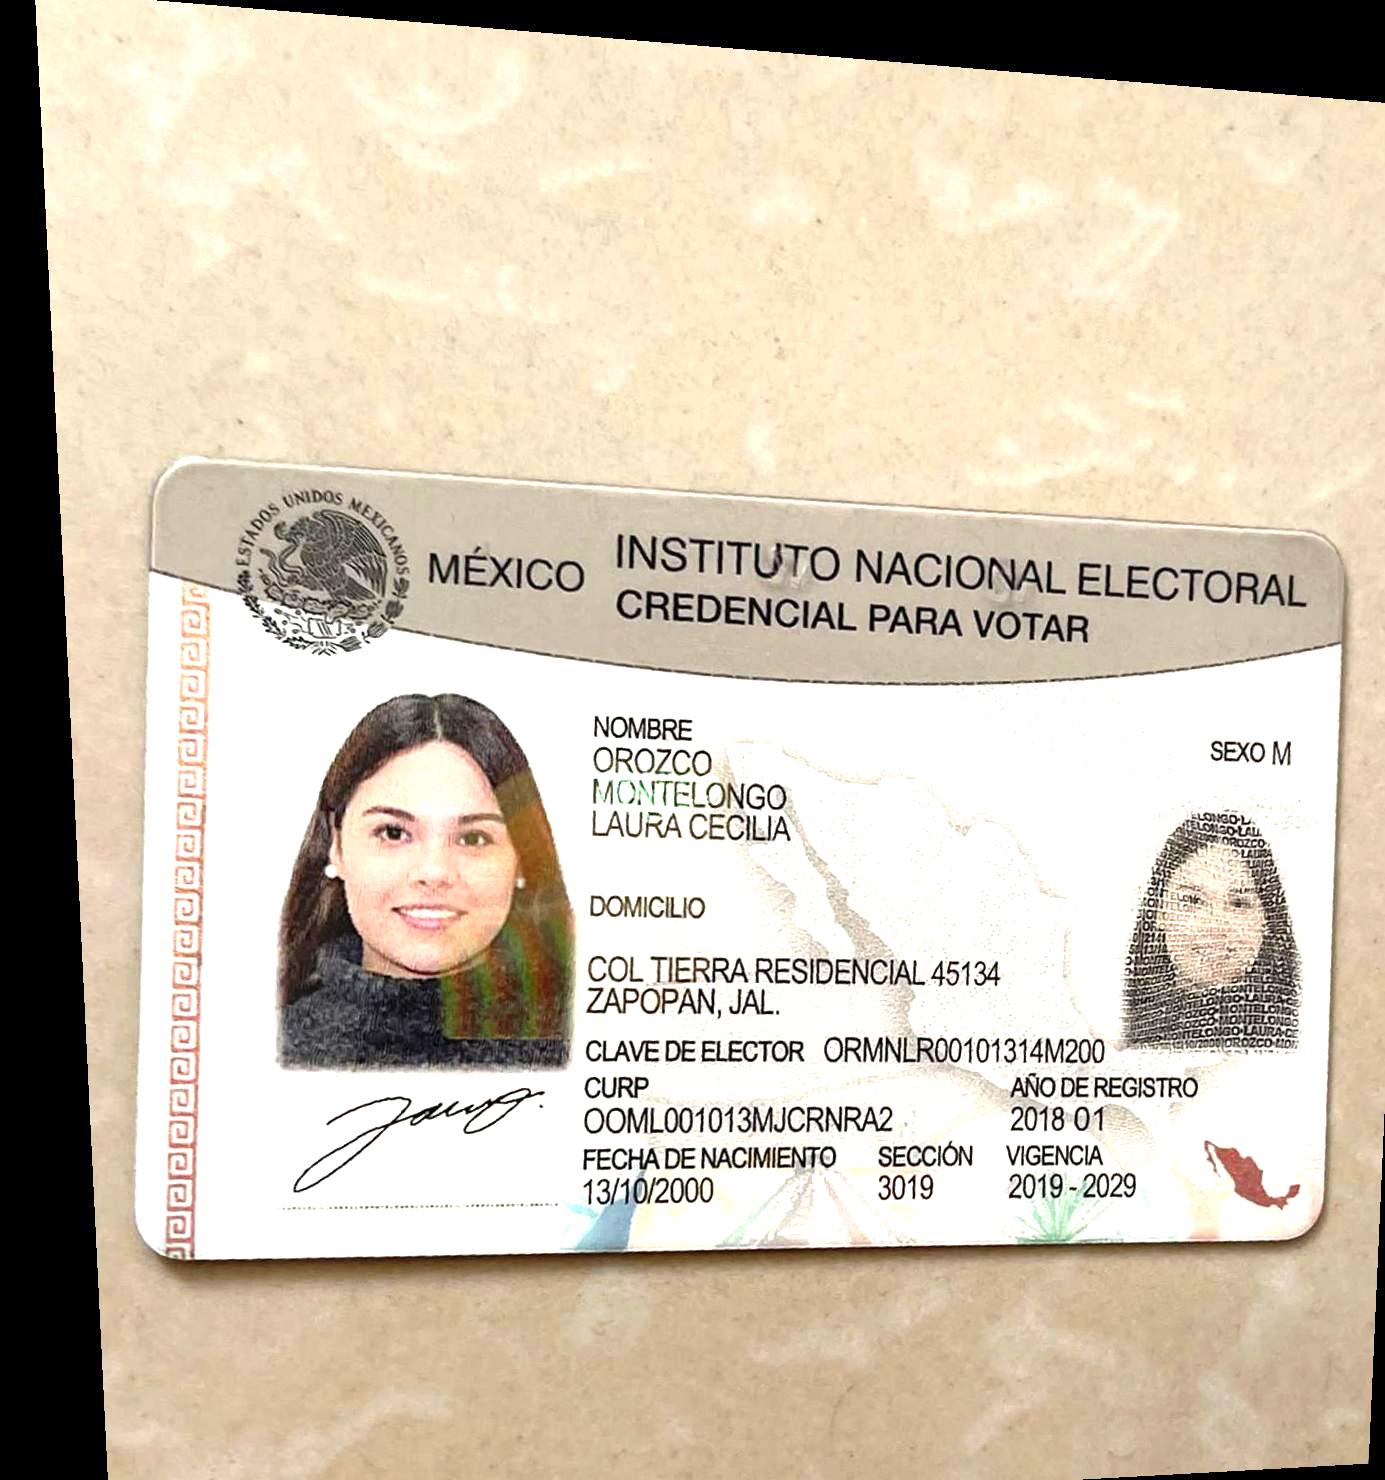 ESTADOS UNIDOS MEXICANOS
MÉXICO
INSTITUTO NACIONAL ELECTORAL
CREDENCIAL PARA VOTAR
NOMBRE
OROZCO
MONTELONGO
LAURA CECILIA
SEXO M
DOMICILIO
COL TIERRA RESIDENCIAL 45134
ZAPOPAN, JAL.
CLAVE DE ELECTOR ORMNLR00101314M200
CURP
OOML001013MJCRNRA2
AÑO DE REGISTRO
2018 01
FECHA DE NACIMIENTO
13/10/2000
SECCIÓN
3019
VIGENCIA
2019 - 2029